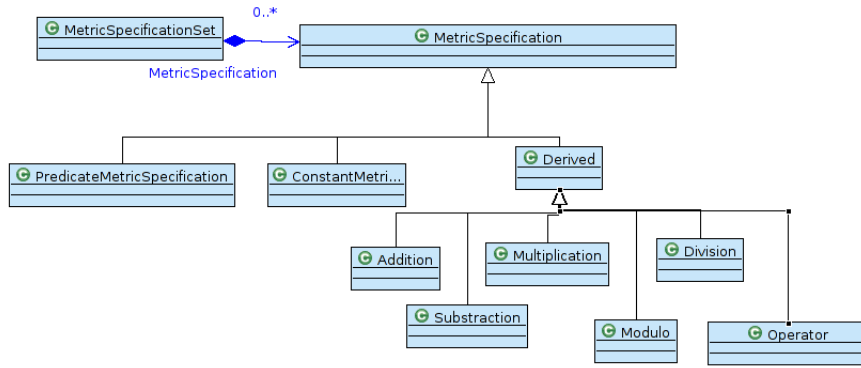 0..*
MetricSpecificationSet
MetricSpecification
MetricSpecification
PredicateMetricSpecification
ConstantMetri...
Derived
Addition
Multiplication
Division
Substraction
Modulo
Operator